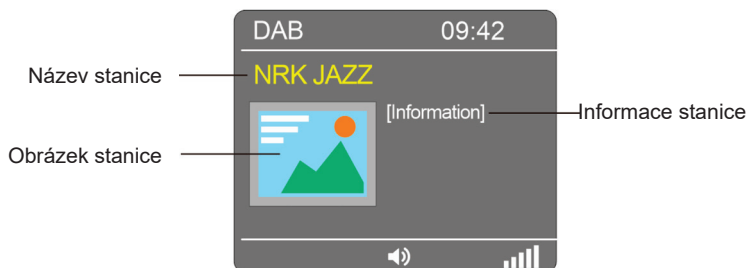 DAB 09:42
Název stanice
NRK JAZZ
[Information]
Informace stanice
Obrázek stanice